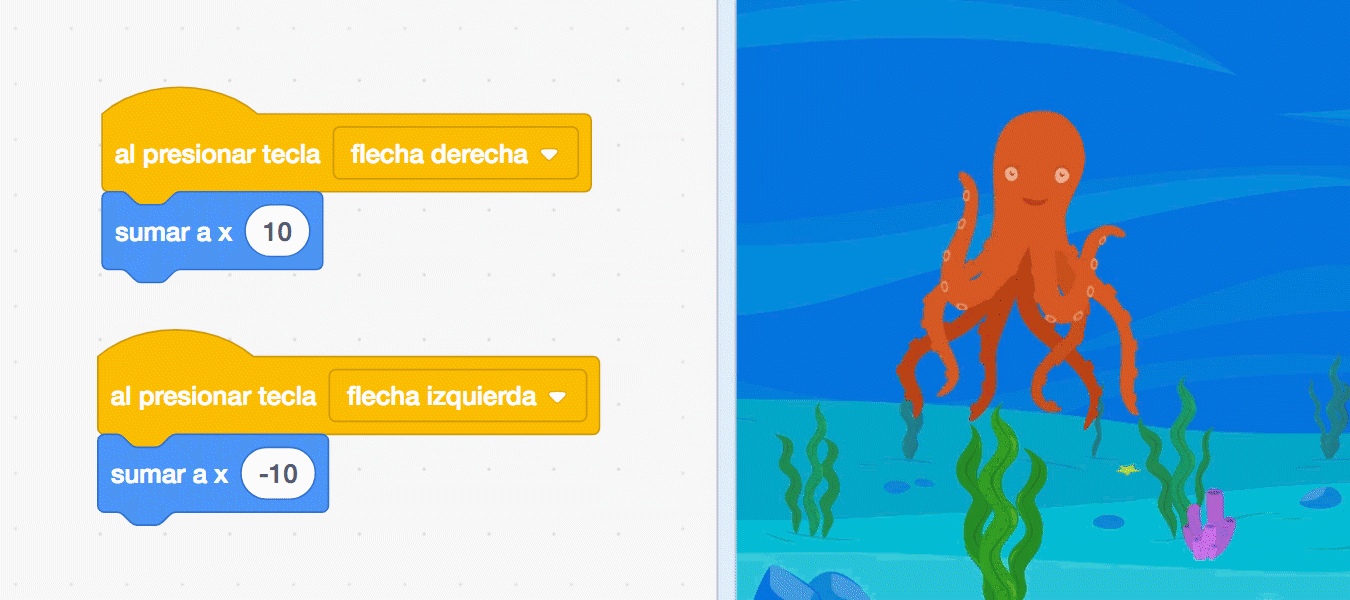 al presionar tecla flecha derecha
sumar a x 10
al presionar tecla flecha izquierda
sumar a x -10